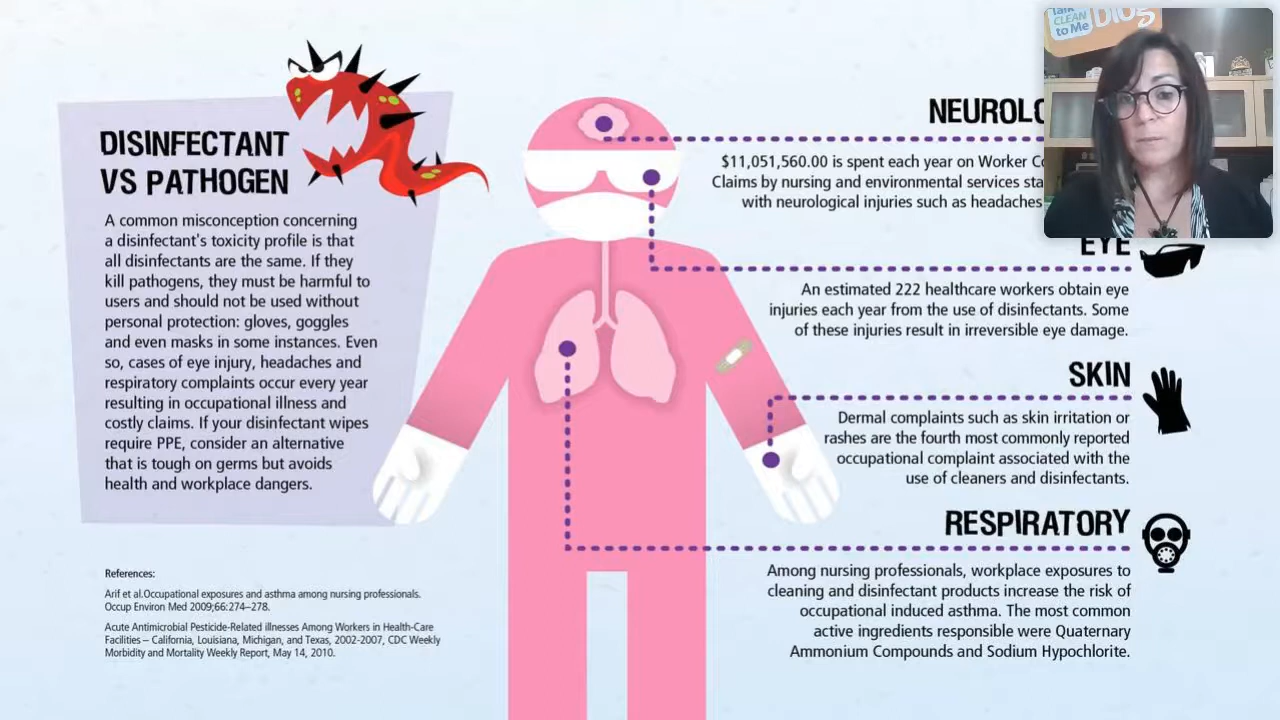 DISINFECTANT
VS PATHOGEN
A common misconception concerning
a disinfectant's toxicity profile is that
all disinfectants are the same. If they
kill pathogens, they must be harmful to
users and should not be used without
personal protection: gloves, goggles
and even masks in some instances. Even
so, cases of eye injury, headaches and
respiratory complaints occur every year
resulting in occupational illness and
costly claims. If your disinfectant wipes
require PPE, consider an alternative
that is tough on germs but avoids
health and workplace dangers.
References:
Arif et al.Occupational exposures and asthma among nursing professionals.
Occup Environ Med 2009;66:274–278.
Acute Antimicrobial Pesticide-Related illnesses Among Workers in Health-Care
Facilities – California, Louisiana, Michigan, and Texas, 2002-2007, CDC Weekly
Morbidity and Mortality Weekly Report, May 14, 2010.
Talk
CLEAN
to Me
Blog
$11,051,560.00 is spent each year on Worker
Claims by nursing and environmental services
with neurological injuries such as headaches
EYE
An estimated 222 healthcare workers obtain eye
injuries each year from the use of disinfectants. Some
of these injuries result in irreversible eye damage.
SKIN
Dermal complaints such as skin irritation or
rashes are the fourth most commonly reported
occupational complaint associated with the
use of cleaners and disinfectants.
RESPIRATORY
Among nursing professionals, workplace exposures to
cleaning and disinfectant products increase the risk of
occupational induced asthma. The most common
active ingredients responsible were Quaternary
Ammonium Compounds and Sodium Hypochlorite.